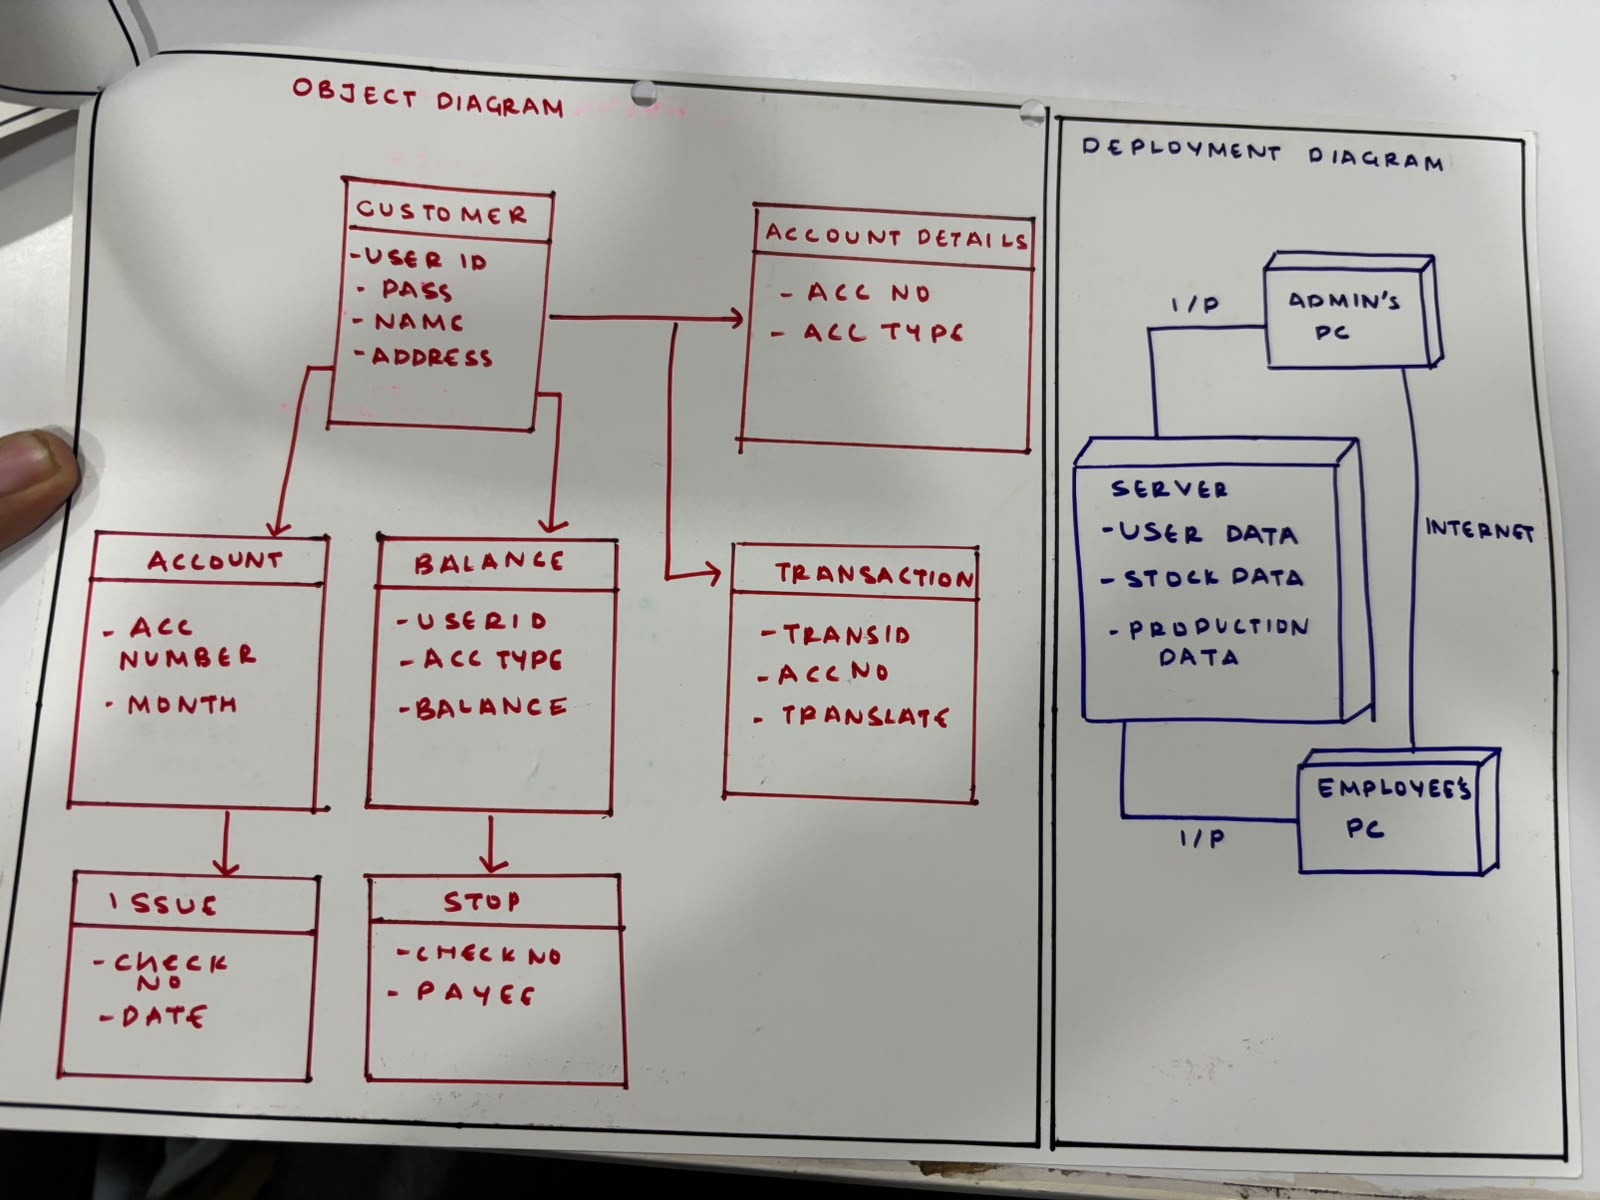 OBJECT DIAGRAM
CUSTOMER
-USER ID
- PASS
- NAME
- ADDRESS
ACCOUNT DETAILS
- ACC NO
- ACC TYPE
ACCOUNT
- ACC
NUMBER
- MONTH
BALANCE
- USERID
- ACC TYPE
- BALANCE
TRANSACTION
- TRANSID
- ACC NO
- TRANSLATE
ISSUE
- CHECK
NO
- DATE
STOP
- CHECK NO
- PAYEE
DEPLOYMENT DIAGRAM
I/P
ADMIN'S
PC
SERVER
- USER DATA
- STOCK DATA
- PRODUCTION
DATA
INTERNET
EMPLOYEE'S
PC
I/P